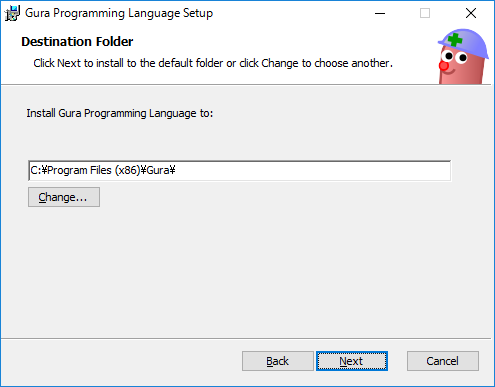 Gura Programming Language Setup
Destination Folder
Click Next to install to the default folder or click Change to choose another.
Install Gura Programming Language to:
C:¥Program Files (x86)¥Gura¥
Change...
Back
Next
Cancel